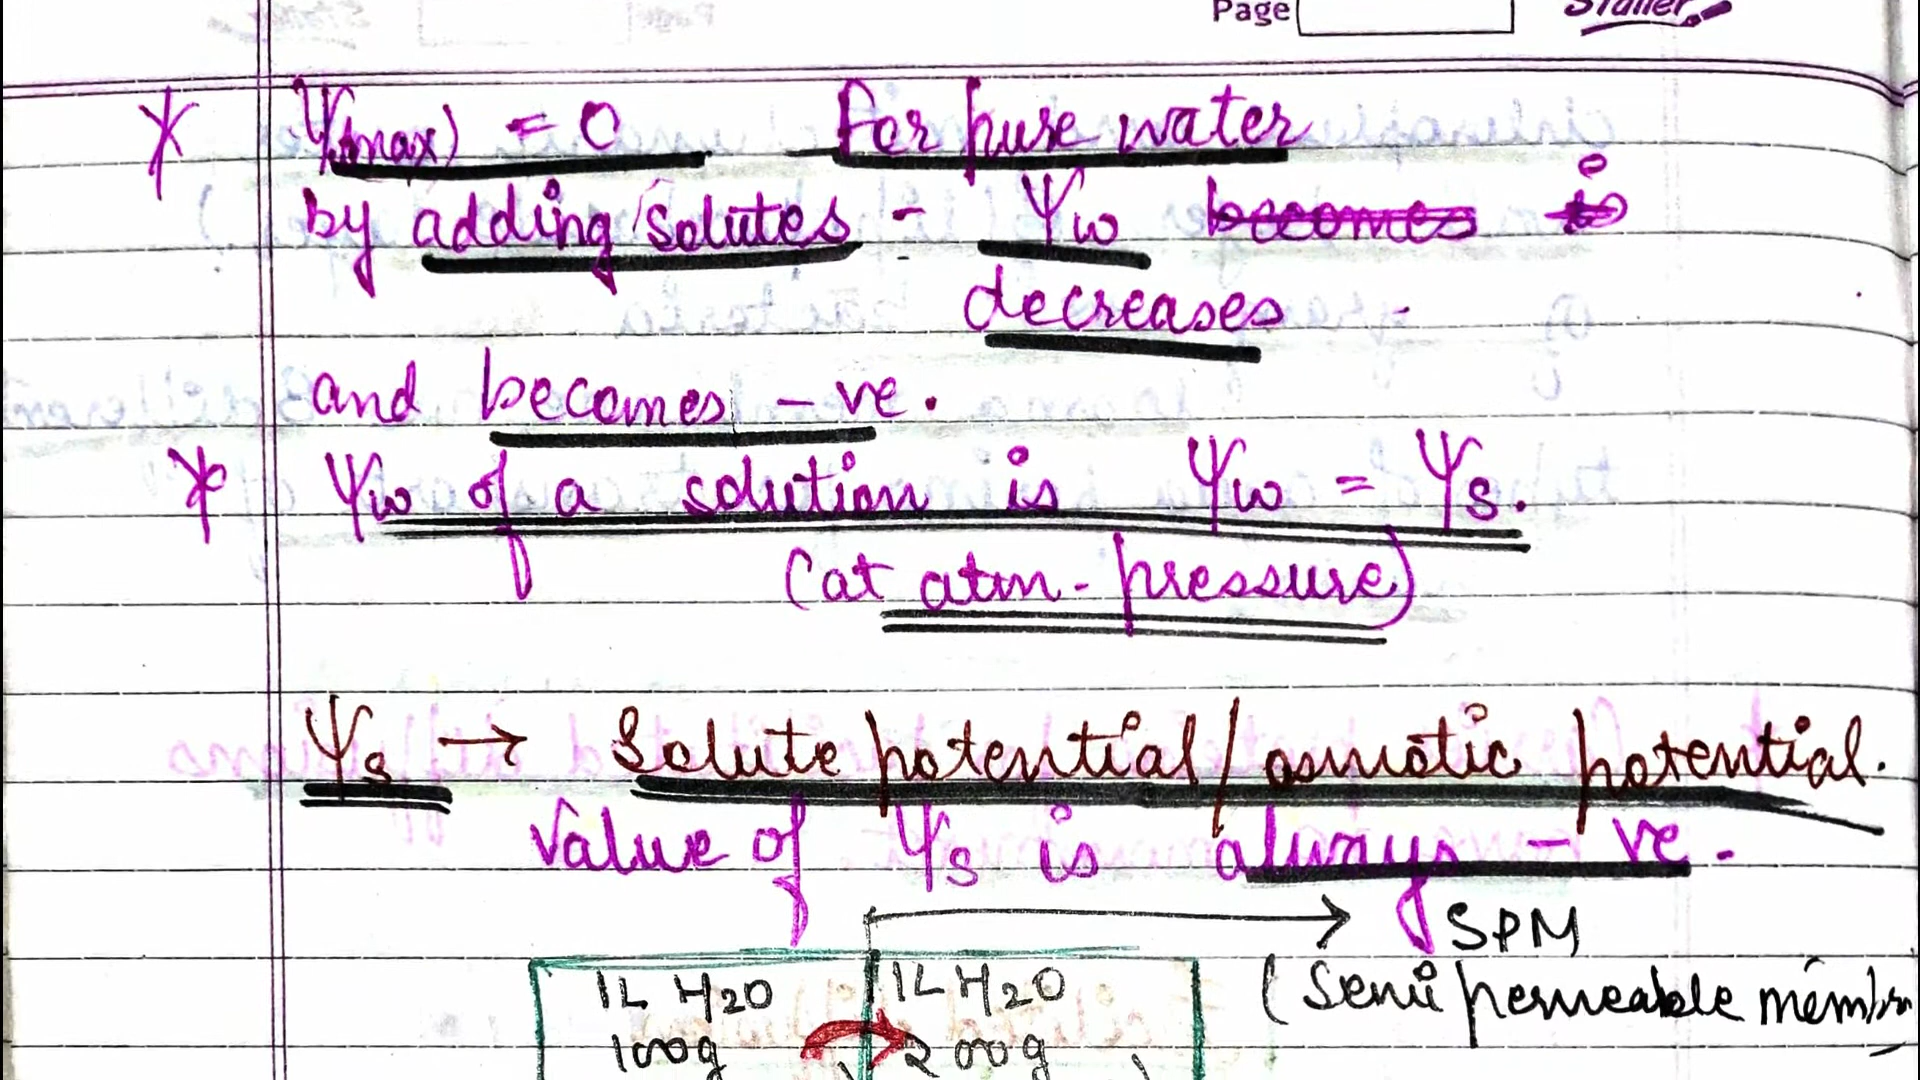 Page
* Ψ(max) = 0 For pure water
by adding solutes - Ψw becomes is
decreases -
and becomes -ve.
* Ψw of a solution is Ψw = Ψs.
(at atm-pressure)
Ψs → Solute potential/osmotic potential.
Value of Ψs is always -ve.
SPM
1L H2O 1L H2O (Semi permeable membr
100g 200g